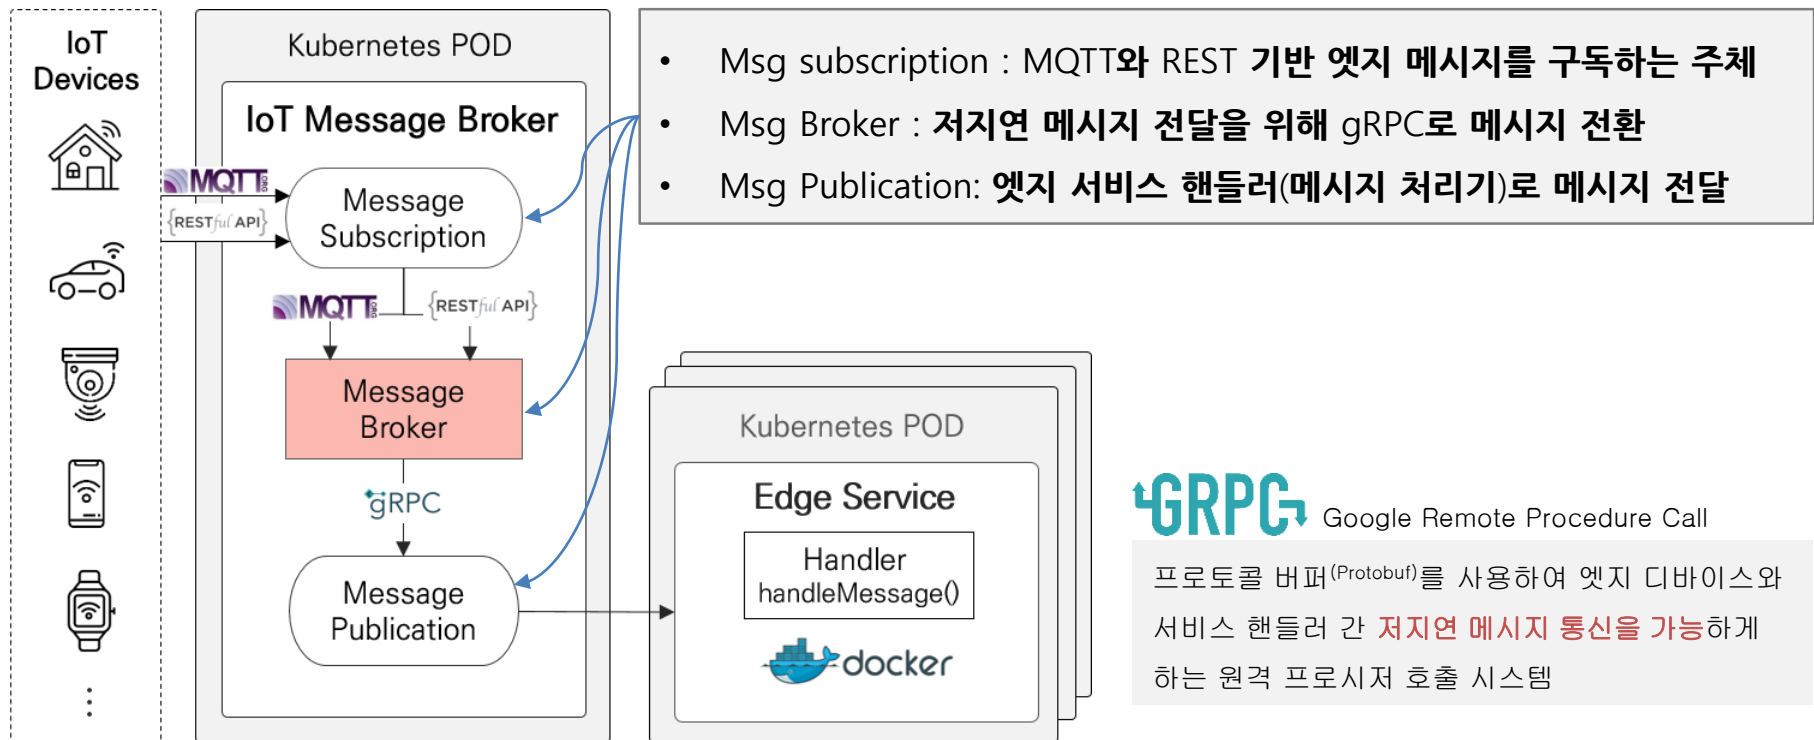 IoT
Devices
Kubernetes POD
IoT Message Broker
MQTT.ORG
{RESTful API}
Message
Subscription
MQTT.ORG
{RESTful API}
Message
Broker
gRPC
Message
Publication
• Msg subscription : MQTT와 REST 기반 엣지 메시지를 구독하는 주체
• Msg Broker : 저지연 메시지 전달을 위해 gRPC로 메시지 전환
• Msg Publication: 엣지 서비스 핸들러(메시지 처리기)로 메시지 전달
Kubernetes POD
Edge Service
Handler
handleMessage()
docker
GRPC Google Remote Procedure Call
프로토콜 버퍼(Protobuf)를 사용하여 엣지 디바이스와
서비스 핸들러 간 저지연 메시지 통신을 가능하게
하는 원격 프로시저 호출 시스템